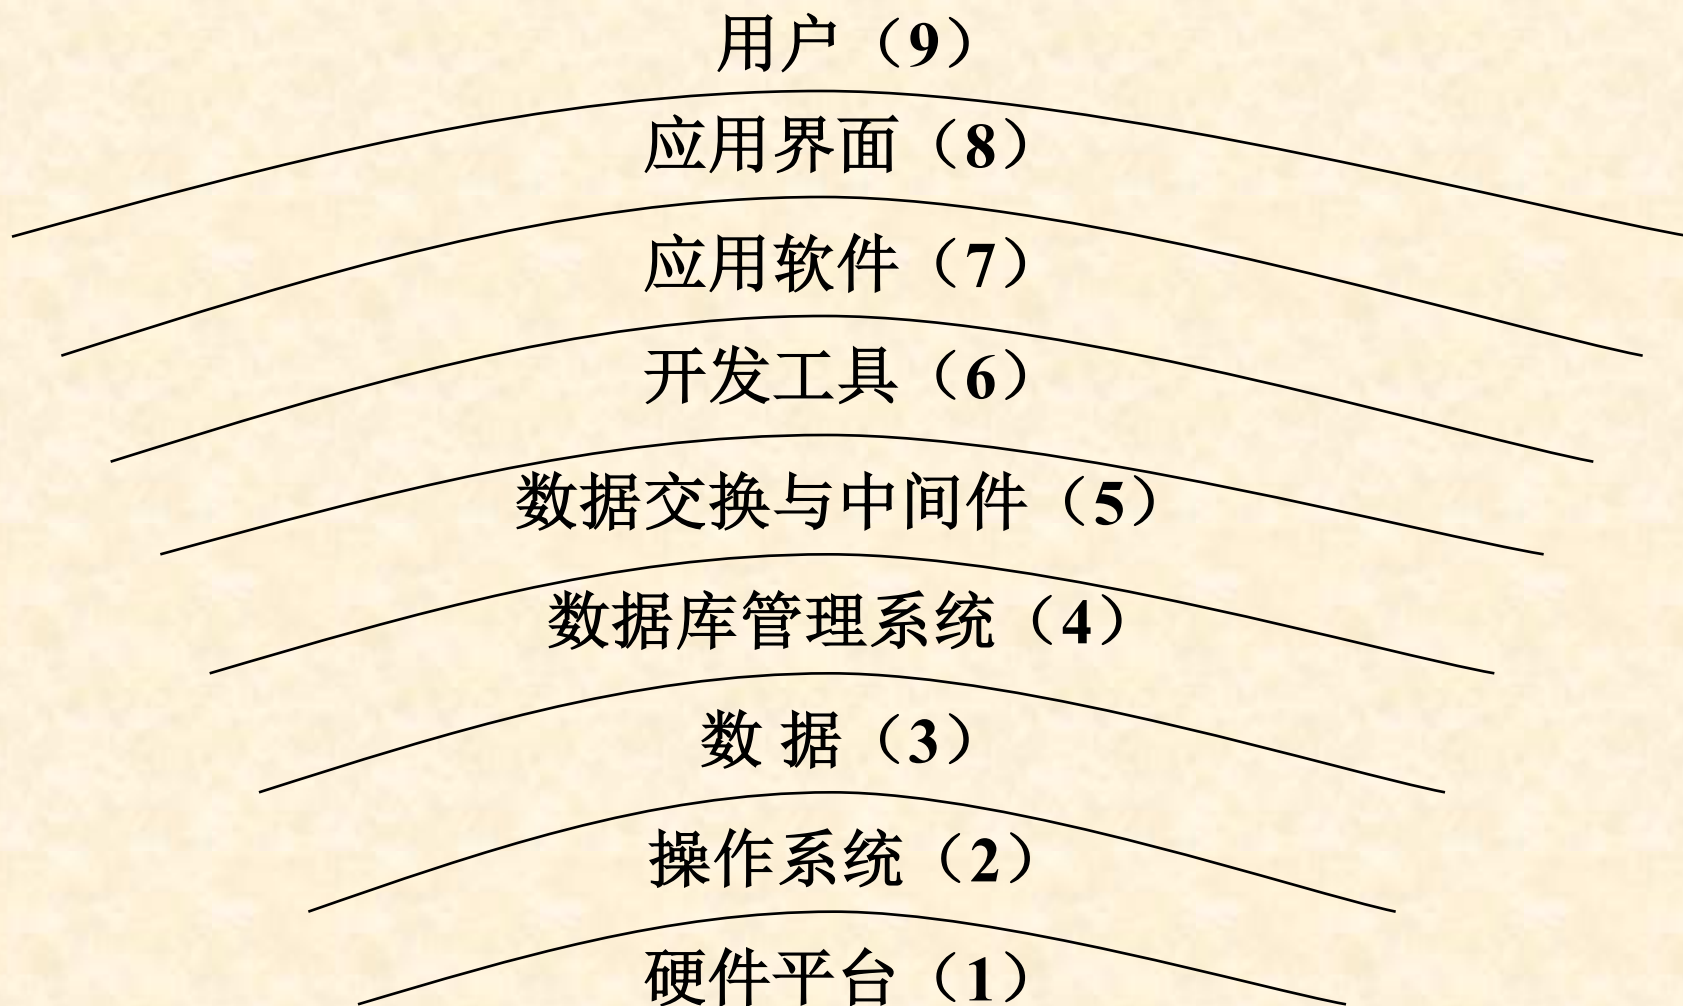 用户（9）
应用界面（8）
应用软件（7）
开发工具（6）
数据交换与中间件（5）
数据库管理系统（4）
数 据（3）
操作系统（2）
硬件平台（1）